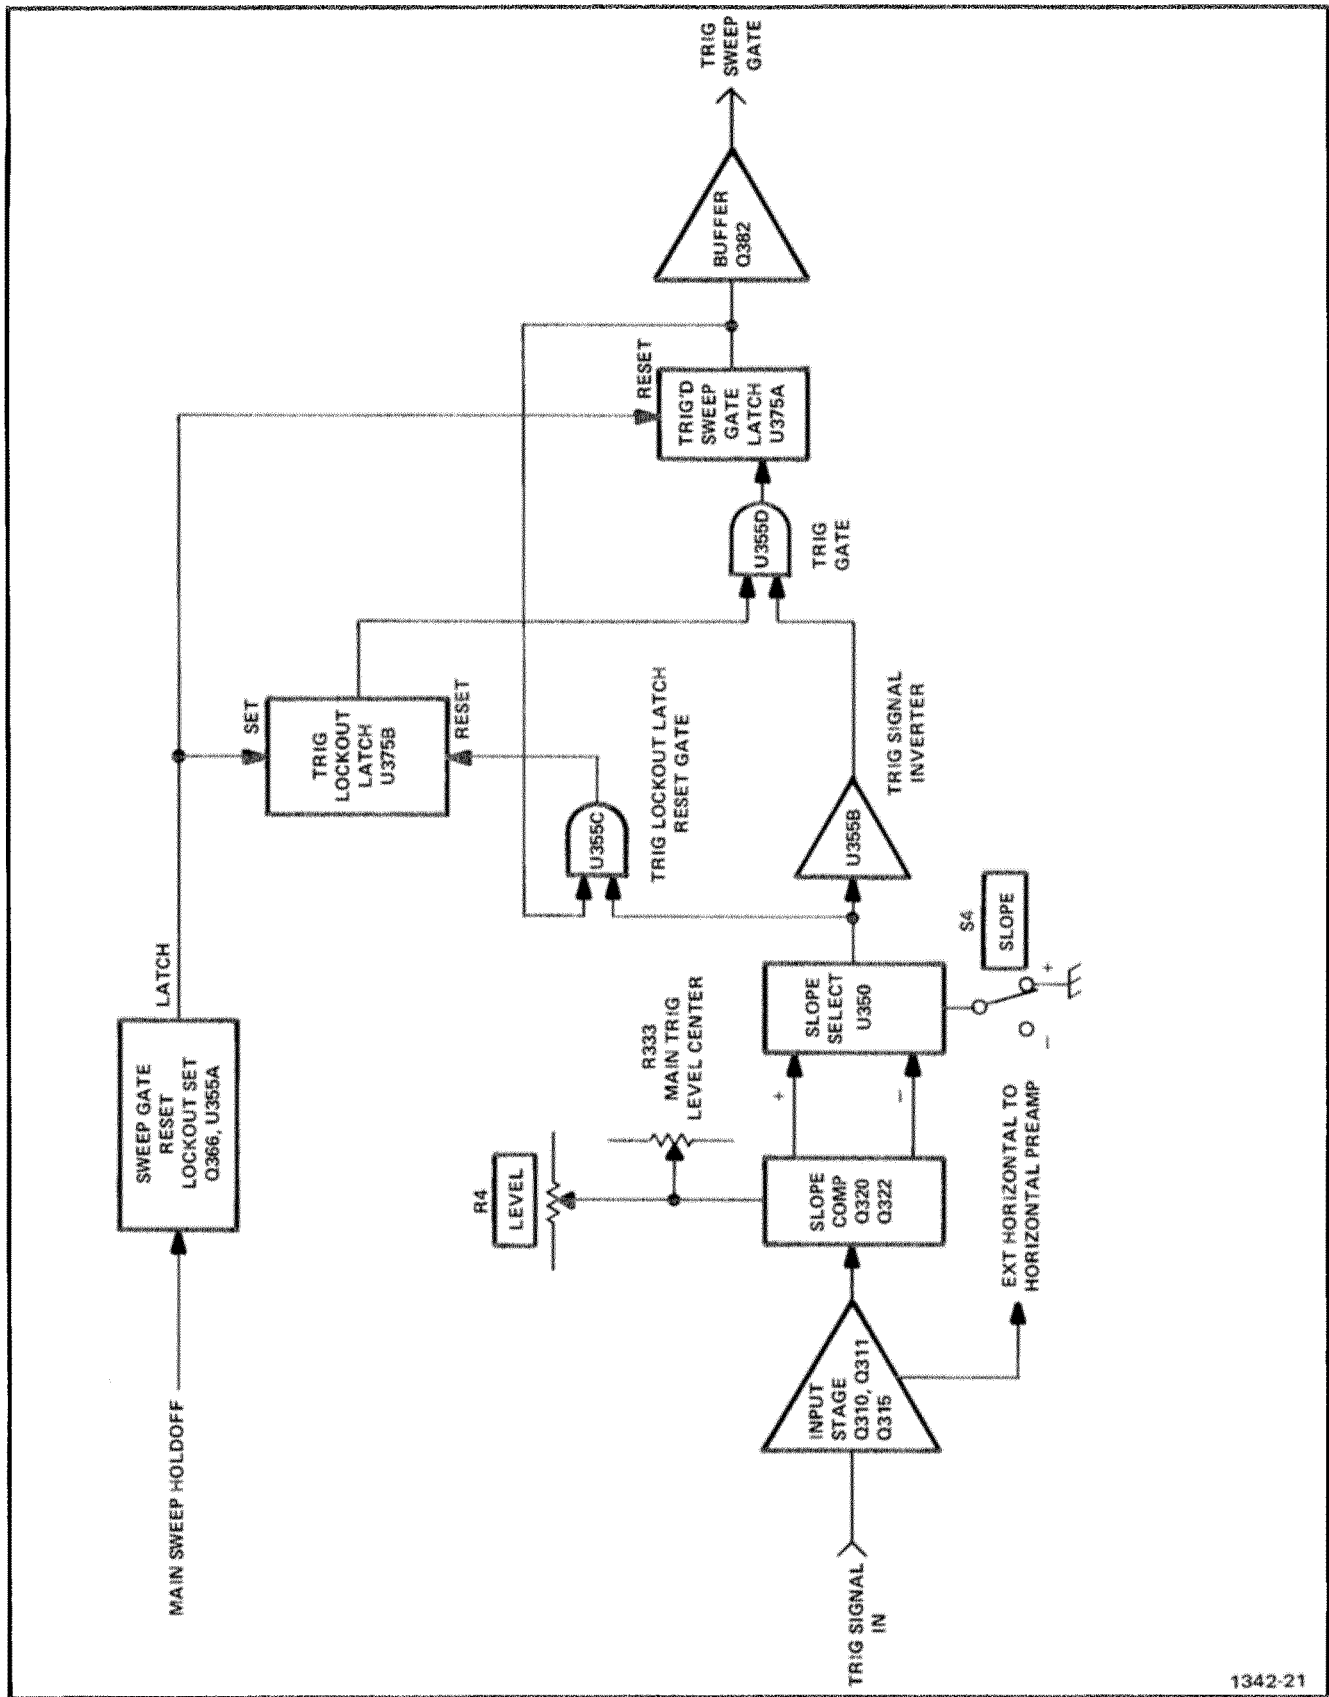 MAIN SWEEP HOLDOFF
SWEEP GATE
RESET
LOCKOUT SET
Q366, U355A
LATCH
SET
TRIG
LOCKOUT
LATCH
U375B
RESET
U355C
TRIG LOCKOUT LATCH
RESET GATE
RESET
TRIG'D
SWEEP
GATE
LATCH
U375A
BUFFER
Q382
TRIG
SWEEP
GATE
U355D
TRIG
GATE
R4
LEVEL
R333
MAIN TRIG
LEVEL CENTER
TRIG SIGNAL
IN
INPUT
STAGE
Q310, Q311
Q315
SLOPE
COMP
Q320
Q322
+
–
SLOPE
SELECT
U350
U355B
TRIG SIGNAL
INVERTER
S4
SLOPE
–
+
EXT HORIZONTAL TO
HORIZONTAL PREAMP
1342-21